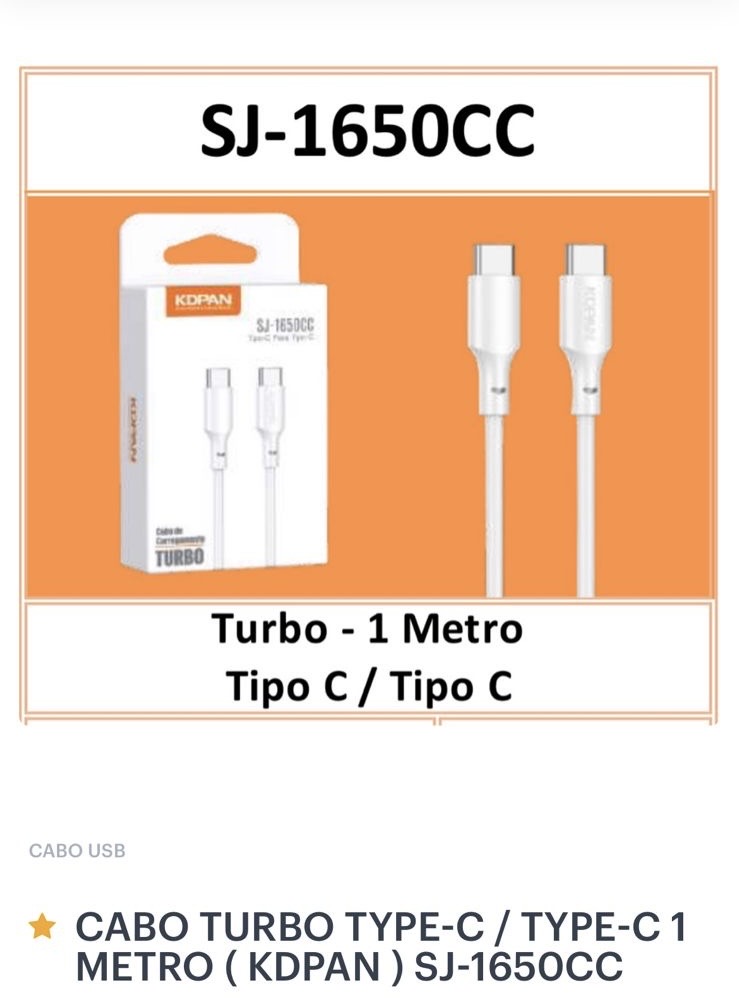 SJ-1650CC
KDPAN
SJ-1650CC
Tipo-C Para Tipo-C
KDPAN
KDPAN
Cabo de
Carregamento
TURBO
Turbo - 1 Metro
Tipo C / Tipo C
CABO USB
CABO TURBO TYPE-C / TYPE-C 1
METRO ( KDPAN ) SJ-1650CC